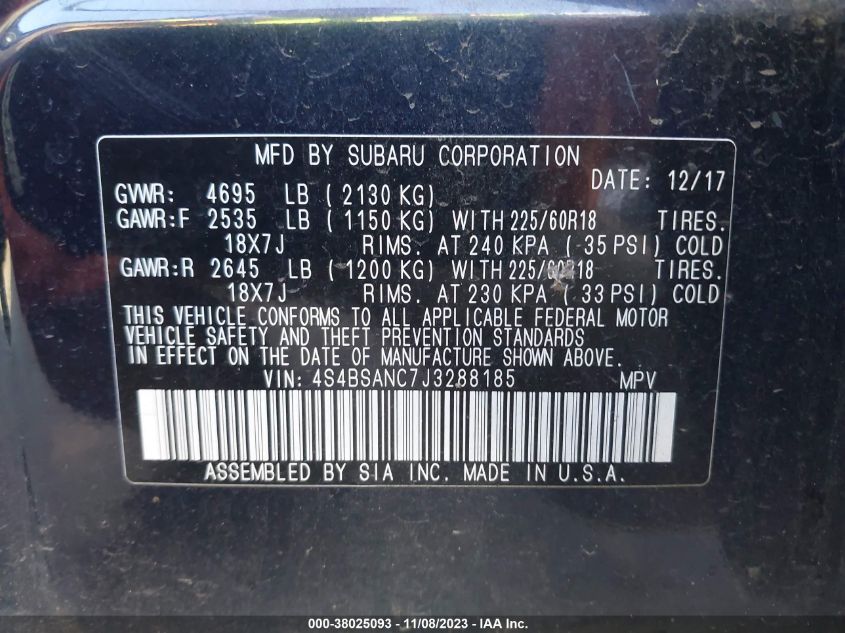 MFD BY SUBARU CORPORATION
DATE: 12/17
GVWR: 4695 LB ( 2130 KG)
GAWR:F 2535 LB ( 1150 KG) WITH 225/60R18 TIRES.
18X7J RIMS. AT 240 KPA ( 35 PSI) COLD
GAWR:R 2645 LB ( 1200 KG) WITH 225/60R18 TIRES.
18X7J RIMS. AT 230 KPA ( 33 PSI) COLD
THIS VEHICLE CONFORMS TO ALL APPLICABLE FEDERAL MOTOR
VEHICLE SAFETY AND THEFT PREVENTION STANDARDS
IN EFFECT ON THE DATE OF MANUFACTURE SHOWN ABOVE.
VIN: 4S4BSANC7J3288185 MPV
ASSEMBLED BY SIA INC. MADE IN U.S.A.
000-38025093 - 11/08/2023 - IAA Inc.